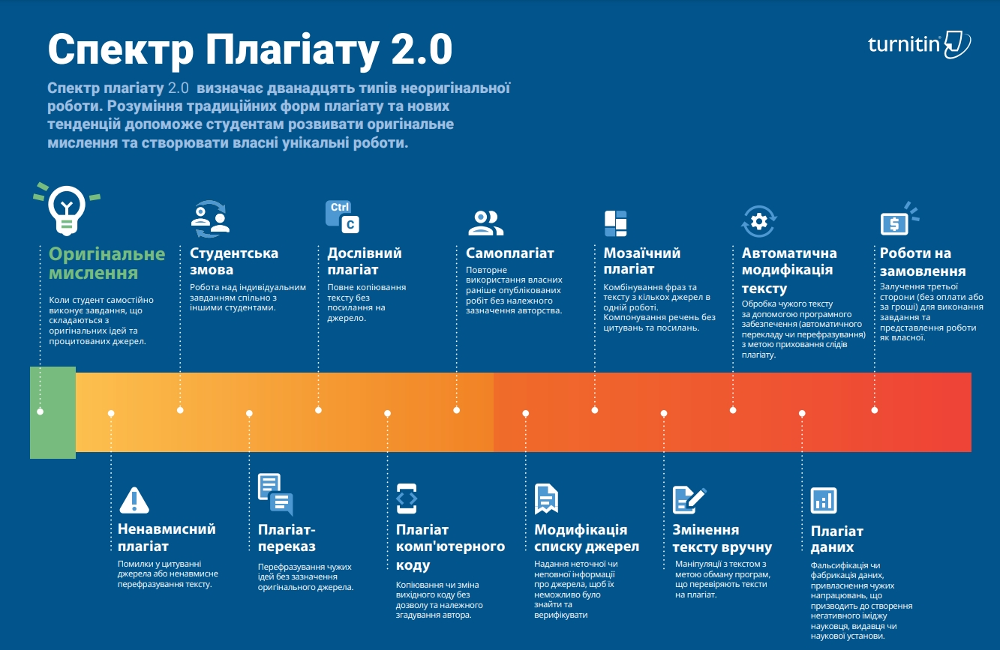 Спектр Плагіату 2.0
turnitin
Спектр плагіату 2.0 визначає дванадцять типів неоригінальної
роботи. Розуміння традиційних форм плагіату та нових
тенденцій допоможе студентам розвивати оригінальне
мислення та створювати власні унікальні роботи.
Оригінальне
мислення
Коли студент самостійно
виконує завдання, що
складаються з
оригінальних ідей та
процитованих джерел.
Студентська
змова
Робота над індивідуальним
завданням спільно з
іншими студентами.
Ctrl
C
Дослівний
плагіат
Повне копіювання
тексту без
посилання на
джерело.
Самоплагіат
Повторне
використання власних
раніше опублікованих
робіт без належного
зазначення авторства.
Мозаїчний
плагіат
Комбінування фраз та
тексту з кількох джерел в
одній роботі.
Компонування речень без
цитувань та посилань.
Автоматична
модифікація
тексту
Обробка чужого тексту
за допомогою програмного
забезпечення (автоматичного
перекладу чи перефразування)
з метою приховання слідів
плагіату.
$
Роботи на
замовлення
Залучення третьої
сторони (без оплати або
за гроші) для виконання
завдання та
представлення роботи
як власної.
Ненавмисний
плагіат
Помилки у цитуванні
джерела або ненавмисне
перефразування тексту.
Плагіат-
переказ
Перефразування чужих
ідей без зазначення
оригінального джерела.
Плагіат
комп'ютерного
коду
Копіювання чи зміна
вихідного коду без
дозволу та належного
згадування автора.
Модифікація
списку джерел
Надання неточної чи
неповної інформації
про джерела, щоб їх
неможливо було
знайти та
верифікувати
Змінення
тексту вручну
Маніпуляції з текстом з
метою обману програм,
що перевіряють тексти
на плагіат.
Плагіат
даних
Фальсифікація чи
фабрикація даних,
привласнення чужих
напрацювань, що
призводить до створення
негативного іміджу
науковця, видавця чи
наукової установи.